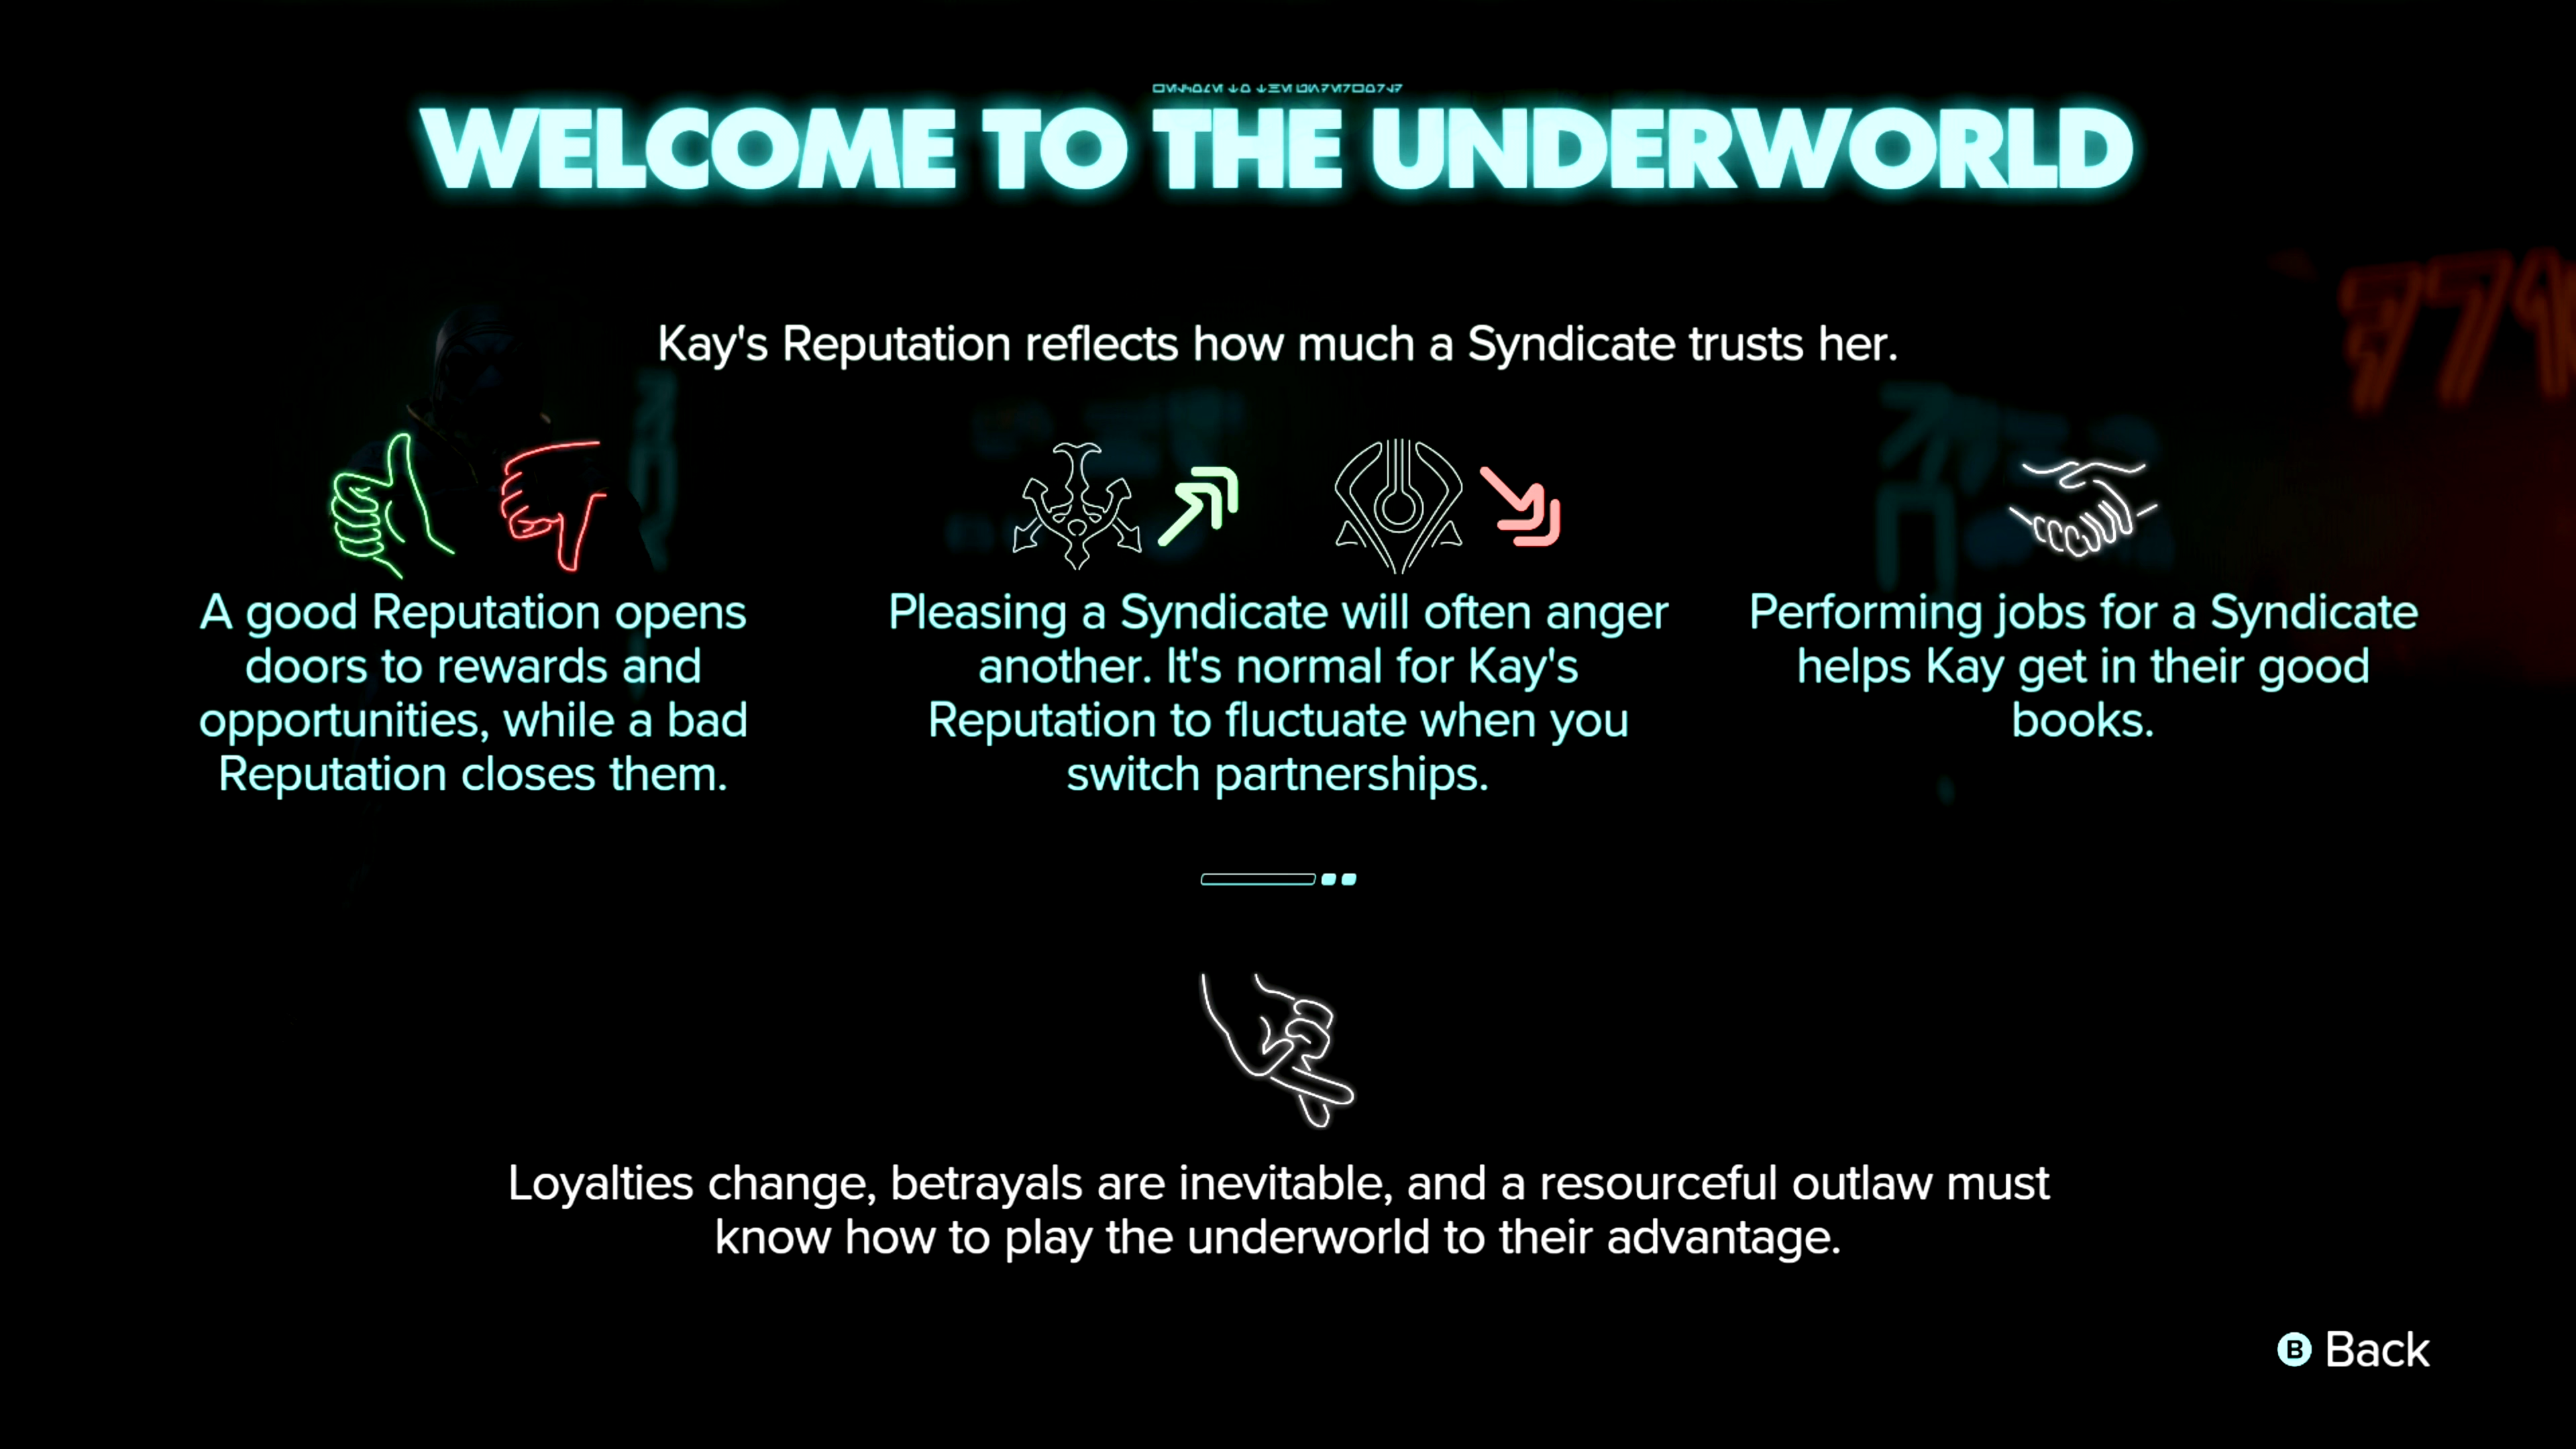 WELCOME TO THE UNDERWORLD
Kay's Reputation reflects how much a Syndicate trusts her.
A good Reputation opens
doors to rewards and
opportunities, while a bad
Reputation closes them.
Pleasing a Syndicate will often anger
another. It's normal for Kay's
Reputation to fluctuate when you
switch partnerships.
Performing jobs for a Syndicate
helps Kay get in their good
books.
Loyalties change, betrayals are inevitable, and a resourceful outlaw must
know how to play the underworld to their advantage.
B Back